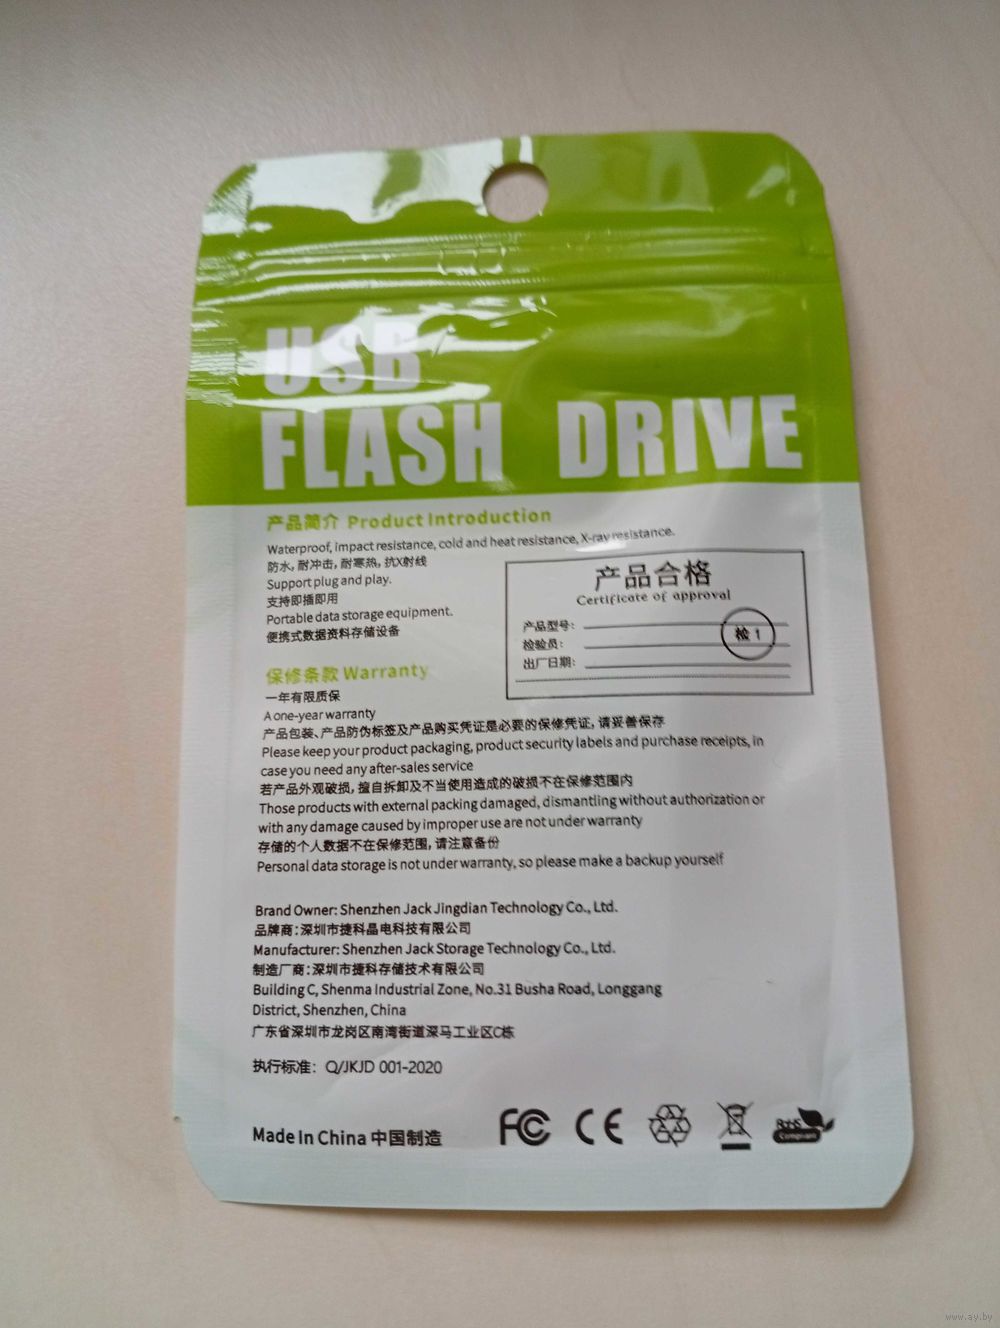 USB
FLASH DRIVE
产品简介 Product Introduction
Waterproof, impact resistance, cold and heat resistance, X-ray resistance.
防水，耐冲击，耐寒热，抗X射线
Support plug and play.
支持即插即用
Portable data storage equipment.
便携式数据资料存储设备
产品合格
Certificate of approval
产品型号：
检验员：
出厂日期：
检 1
保修条款 Warranty
一年有限质保
A one-year warranty
产品包装、产品防伪标签及产品购买凭证是必要的保修凭证，请妥善保存
Please keep your product packaging, product security labels and purchase receipts, in
case you need any after-sales service
若产品外观破损，擅自拆卸及不当使用造成的破损不在保修范围内
Those products with external packing damaged, dismantling without authorization or
with any damage caused by improper use are not under warranty
存储的个人数据不在保修范围，请注意备份
Personal data storage is not under warranty, so please make a backup yourself
Brand Owner: Shenzhen Jack Jingdian Technology Co., Ltd.
品牌商：深圳市捷科晶电科技有限公司
Manufacturer: Shenzhen Jack Storage Technology Co., Ltd.
制造厂商：深圳市捷科存储技术有限公司
Building C, Shenma Industrial Zone, No.31 Busha Road, Longgang
District, Shenzhen, China
广东省深圳市龙岗区南湾街道深马工业区C栋
执行标准： Q/JKJD 001-2020
Made In China 中国制造
FC CE RoHS
Compliant
www.ay.by